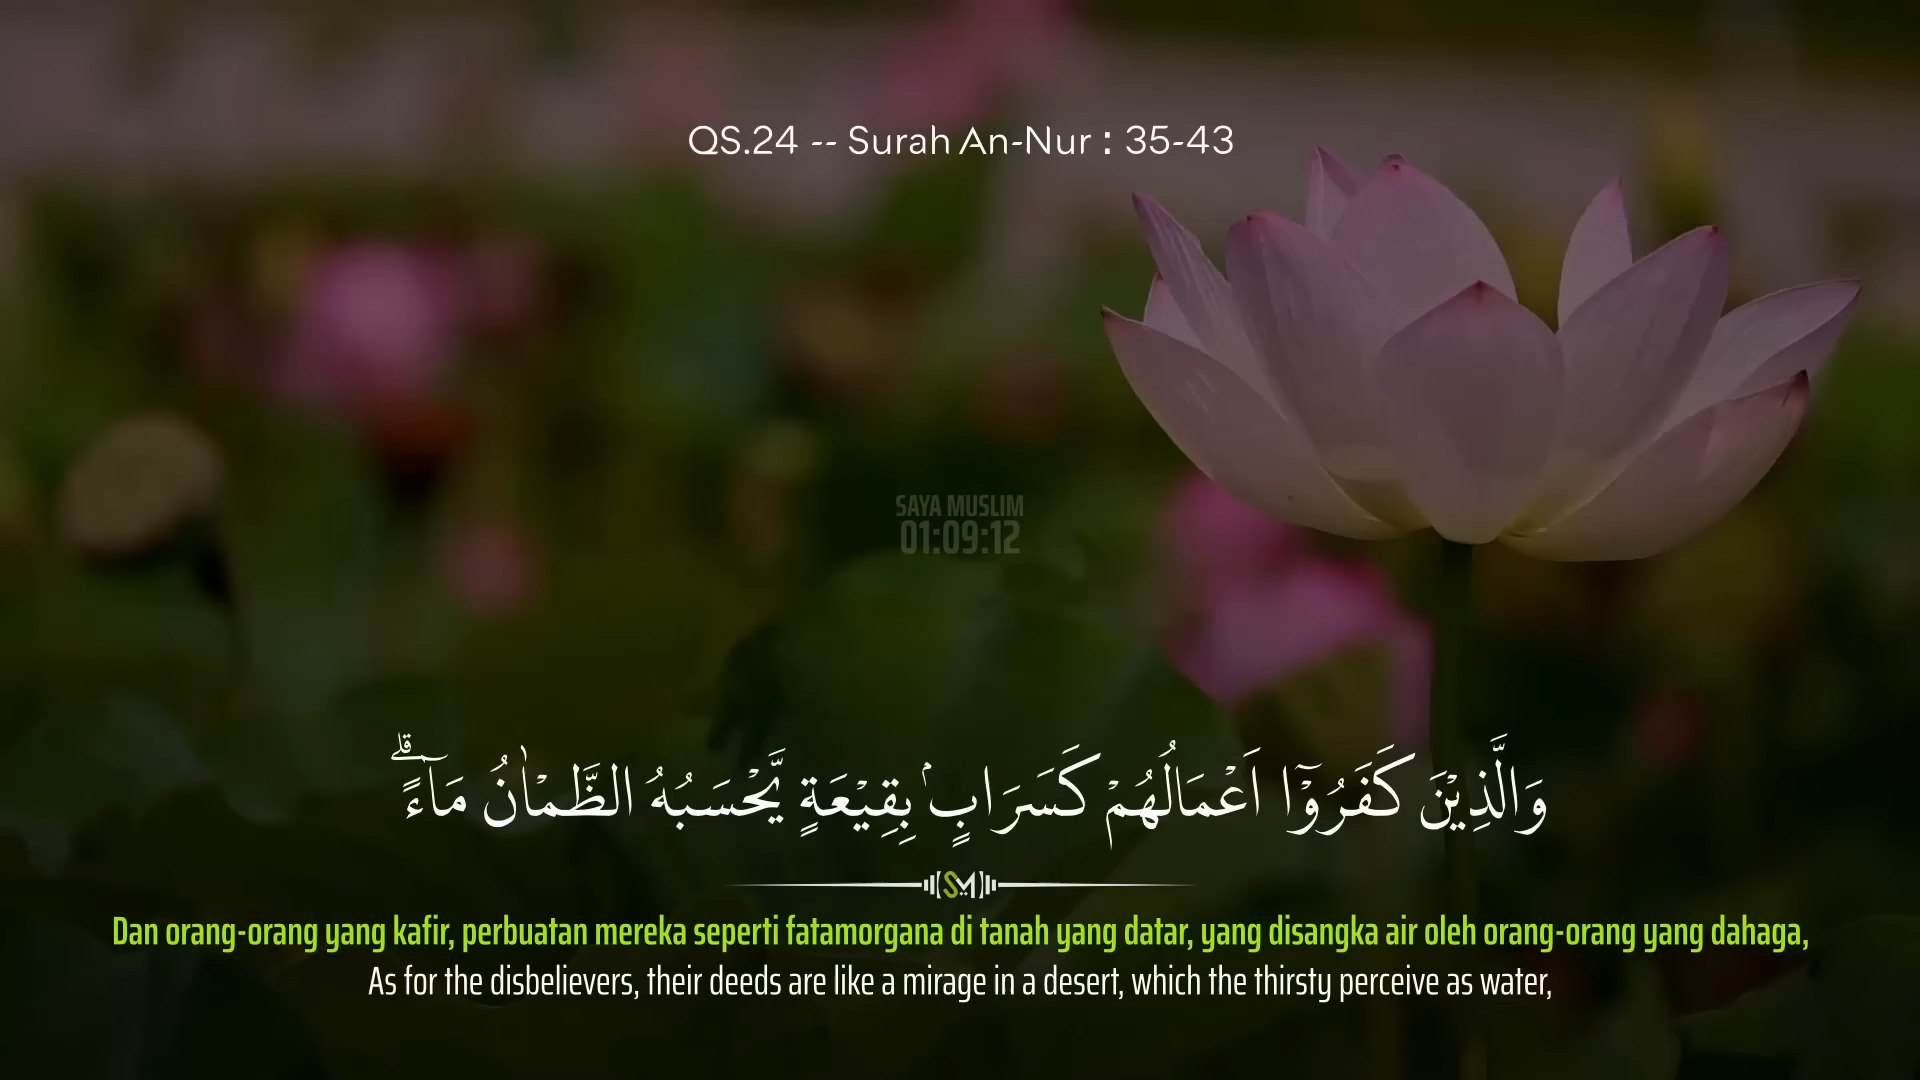 QS.24 -- Surah An-Nur : 35-43
SAYA MUSLIM
01:09:12
وَالَّذِيْنَ كَفَرُوْٓا اَعْمَالُهُمْ كَسَرَابٍۢ بِقِيْعَةٍ يَّحْسَبُهُ الظَّمْاٰنُ مَاۤءًۗ
SM
Dan orang-orang yang kafir, perbuatan mereka seperti fatamorgana di tanah yang datar, yang disangka air oleh orang-orang yang dahaga,
As for the disbelievers, their deeds are like a mirage in a desert, which the thirsty perceive as water,